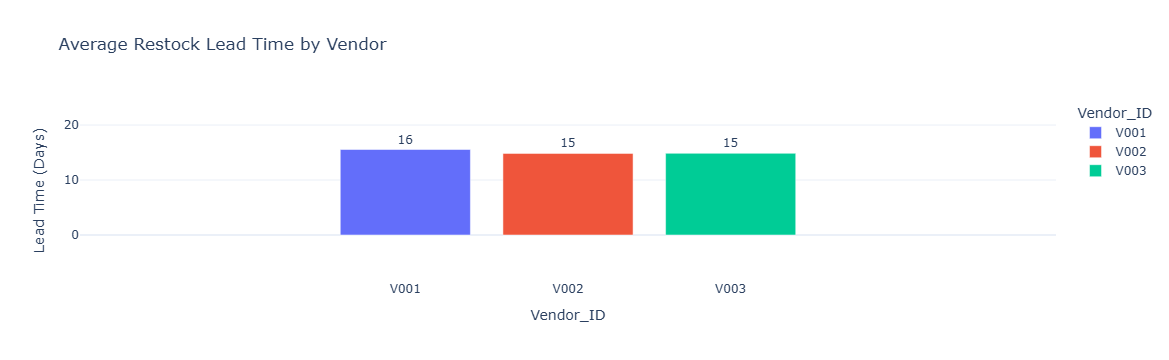 Average Restock Lead Time by Vendor
Lead Time (Days)
20
10
0
16
15
15
V001
V002
V003
Vendor_ID
Vendor_ID
V001
V002
V003